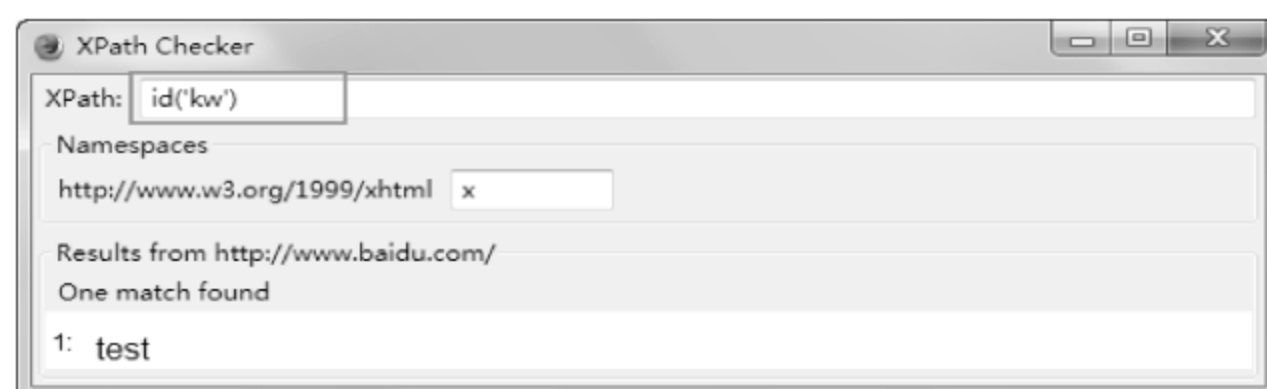 XPath Checker
XPath: id('kw')
Namespaces
http://www.w3.org/1999/xhtml x
Results from http://www.baidu.com/
One match found
1: test